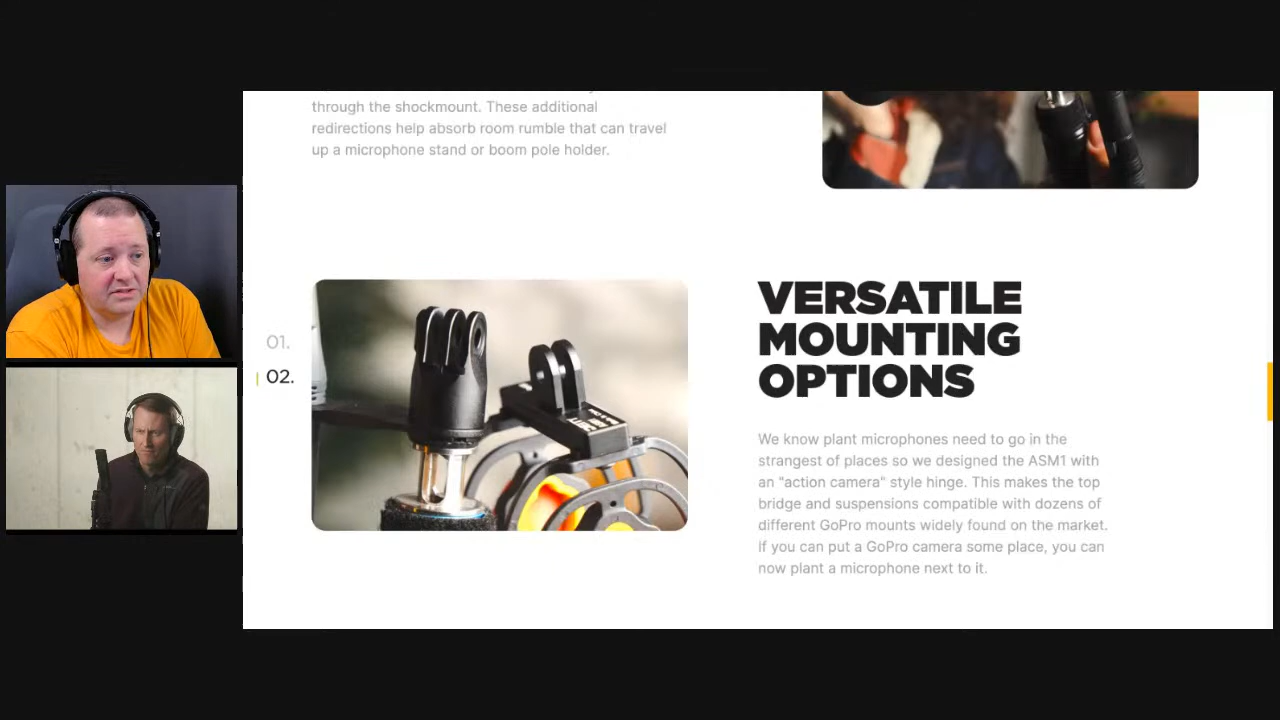 through the shockmount. These additional
redirections help absorb room rumble that can travel
up a microphone stand or boom pole holder.
01.
02.
VERSATILE
MOUNTING
OPTIONS
We know plant microphones need to go in the
strangest of places so we designed the ASM1 with
an "action camera" style hinge. This makes the top
bridge and suspensions compatible with dozens of
different GoPro mounts widely found on the market.
If you can put a GoPro camera some place, you can
now plant a microphone next to it.